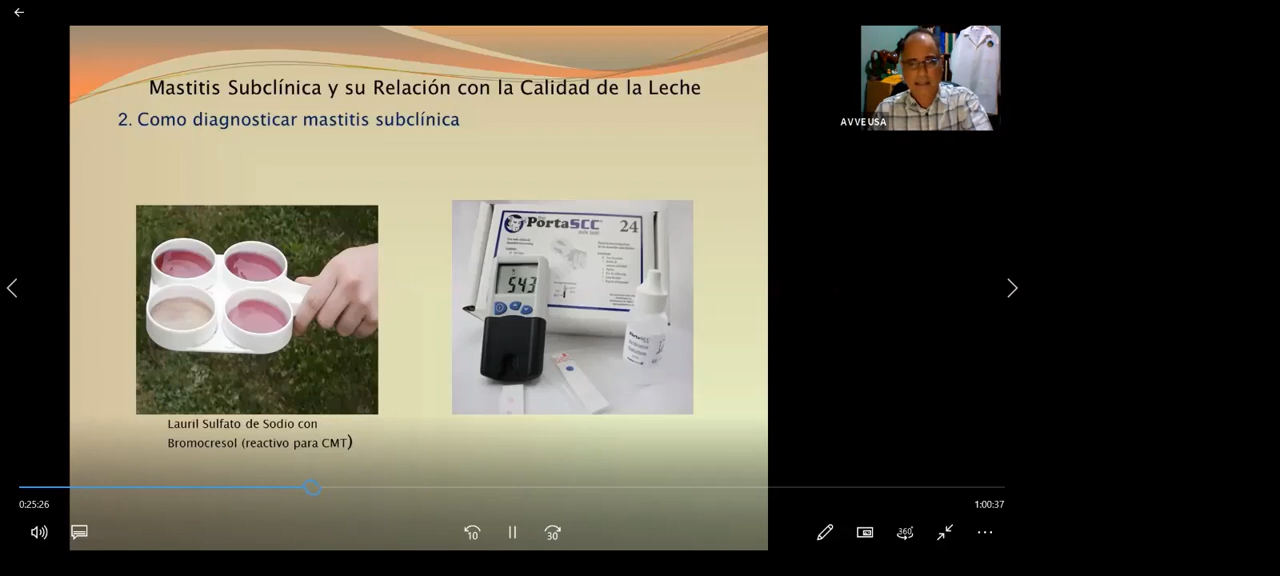 Mastitis Subclínica y su Relación con la Calidad de la Leche
2. Como diagnosticar mastitis subclínica
AVVEUSA
PortaSCC
24
543
Lauril Sulfato de Sodio con
Bromocresol (reactivo para CMT)
0:25:26
1:00:37
10
30
360°